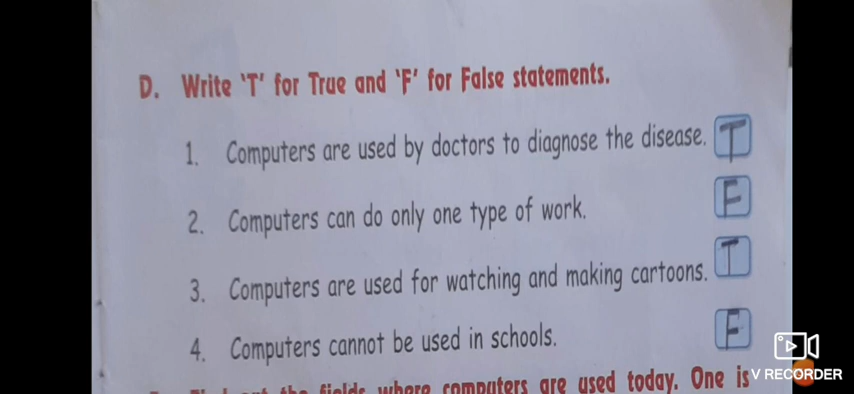 D. Write 'T' for True and 'F' for False statements.
1. Computers are used by doctors to diagnose the disease. T
2. Computers can do only one type of work. F
3. Computers are used for watching and making cartoons. T
4. Computers cannot be used in schools. F
the fields where computers are used today. One is
V RECORDER